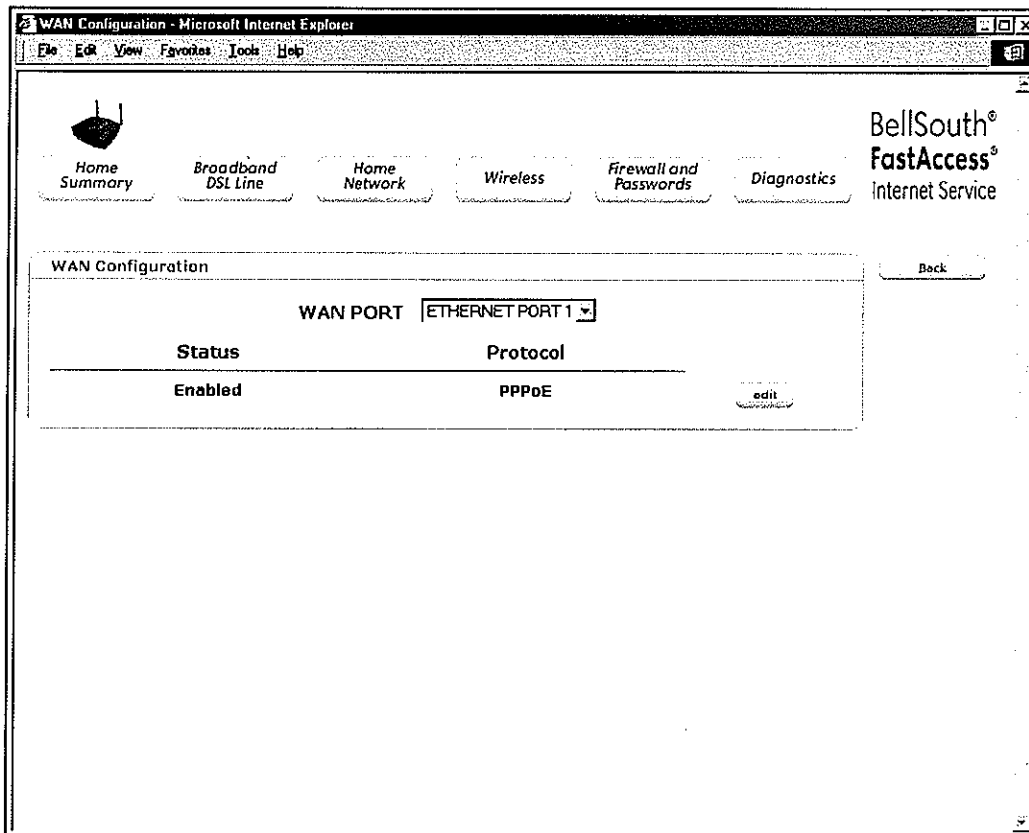 WAN Configuration - Microsoft Internet Explorer
File Edit View Favorites Tools Help
BellSouth®
FastAccess®
Internet Service
Home Summary
Broadband DSL Line
Home Network
Wireless
Firewall and Passwords
Diagnostics
WAN Configuration
Back
WAN PORT ETHERNET PORT 1
Status Protocol
Enabled PPPoE edit